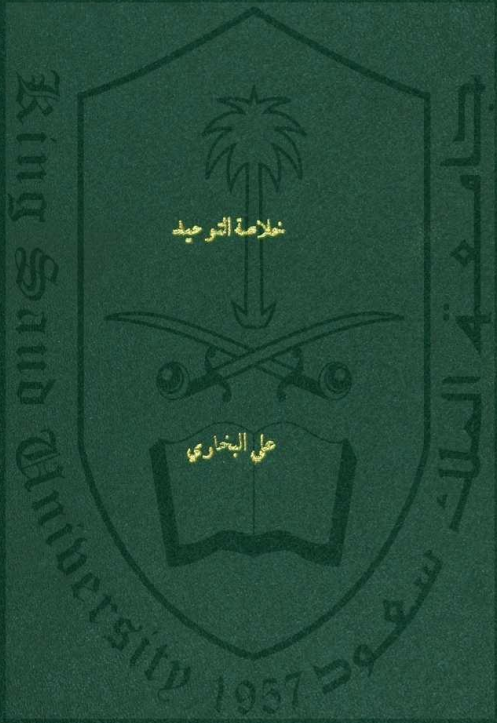 خلاصة التوحيد
علي البخاري
King Saud University 1957
جامعة الملك سعود